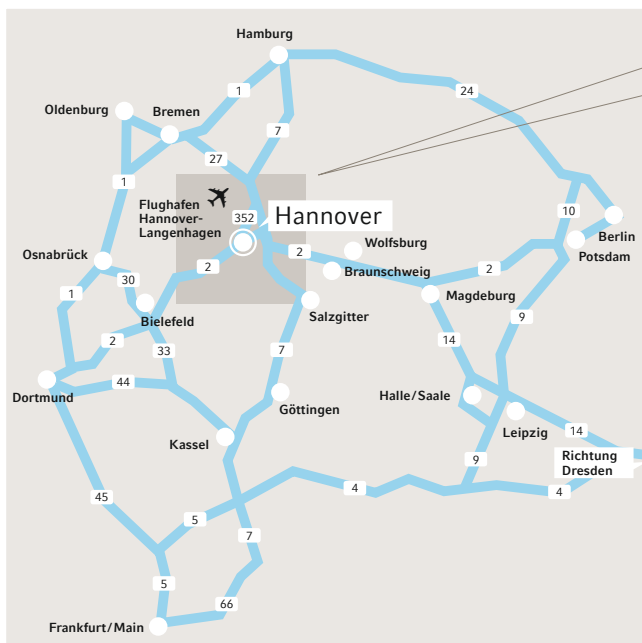 Hamburg
1
24
Oldenburg
Bremen
7
27
1
Flughafen
Hannover-
Langenhagen
352
Hannover
10
Berlin
Potsdam
Osnabrück
2
2
Wolfsburg
Braunschweig
2
30
1
Bielefeld
Salzgitter
Magdeburg
9
2
33
7
14
Dortmund
44
Göttingen
Halle/Saale
Leipzig
Kassel
14
9
Richtung
Dresden
45
4
4
5
7
5
66
Frankfurt/Main